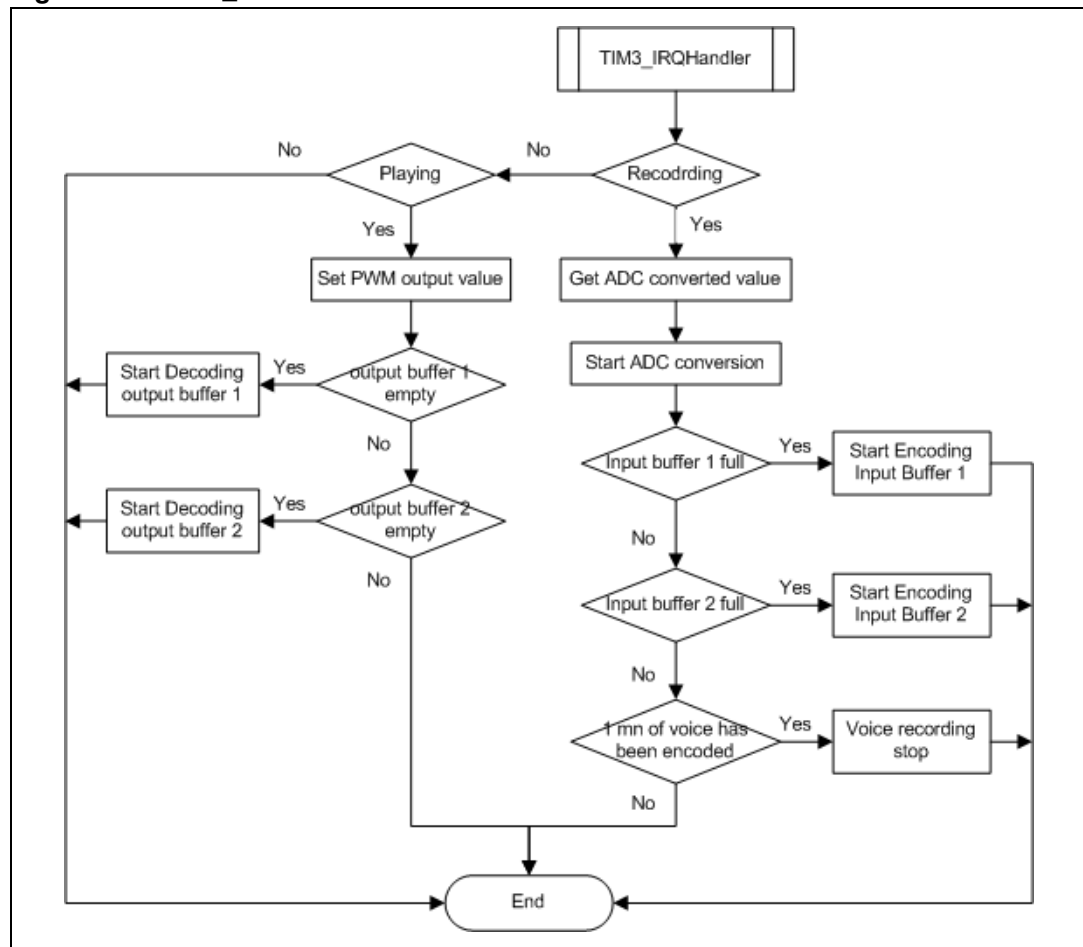 TIM3_IRQHandler
No
No
Playing
Recodrding
Yes
Yes
Set PWM output value
Get ADC converted value
Start ADC conversion
Start Decoding
output buffer 1
Yes
output buffer 1
empty
No
Input buffer 1 full
Yes
Start Encoding
Input Buffer 1
Start Decoding
output buffer 2
Yes
output buffer 2
empty
No
No
Input buffer 2 full
Yes
Start Encoding
Input Buffer 2
No
1 mn of voice has
been encoded
Yes
Voice recording
stop
No
End